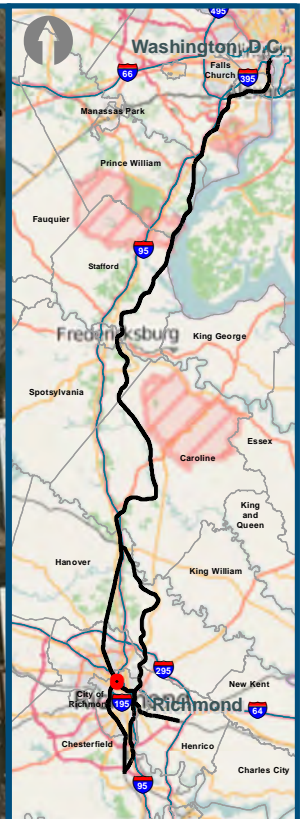 495
Washington, D.C.
Falls
Church
66
395
Manassas Park
Prince William
Fauquier
95
Stafford
Fredericksburg
King George
Spotsylvania
Essex
Caroline
King
and
Queen
Hanover
King William
295
New Kent
City of
Richmond
195
Richmond
64
Chesterfield
Henrico
Charles City
95